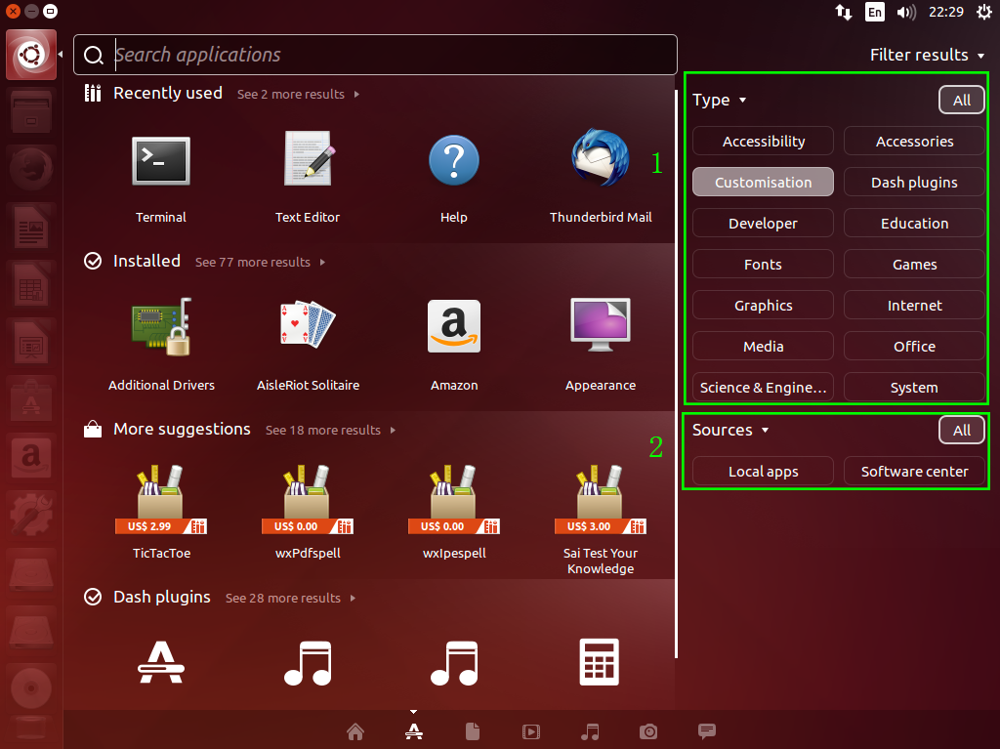 En 22:29
Search applications
Filter results
Recently used See 2 more results
Terminal Text Editor Help Thunderbird Mail
1
Installed See 77 more results
Additional Drivers AisleRiot Solitaire Amazon Appearance
More suggestions See 18 more results
2
US$ 2.99 US$ 0.00 US$ 0.00 US$ 3.00
TicTacToe wxPdfspell wxIpespell Sai Test Your
Knowledge
Dash plugins See 28 more results
Type All
Accessibility Accessories
Customisation Dash plugins
Developer Education
Fonts Games
Graphics Internet
Media Office
Science & Engine... System
Sources All
Local apps Software center